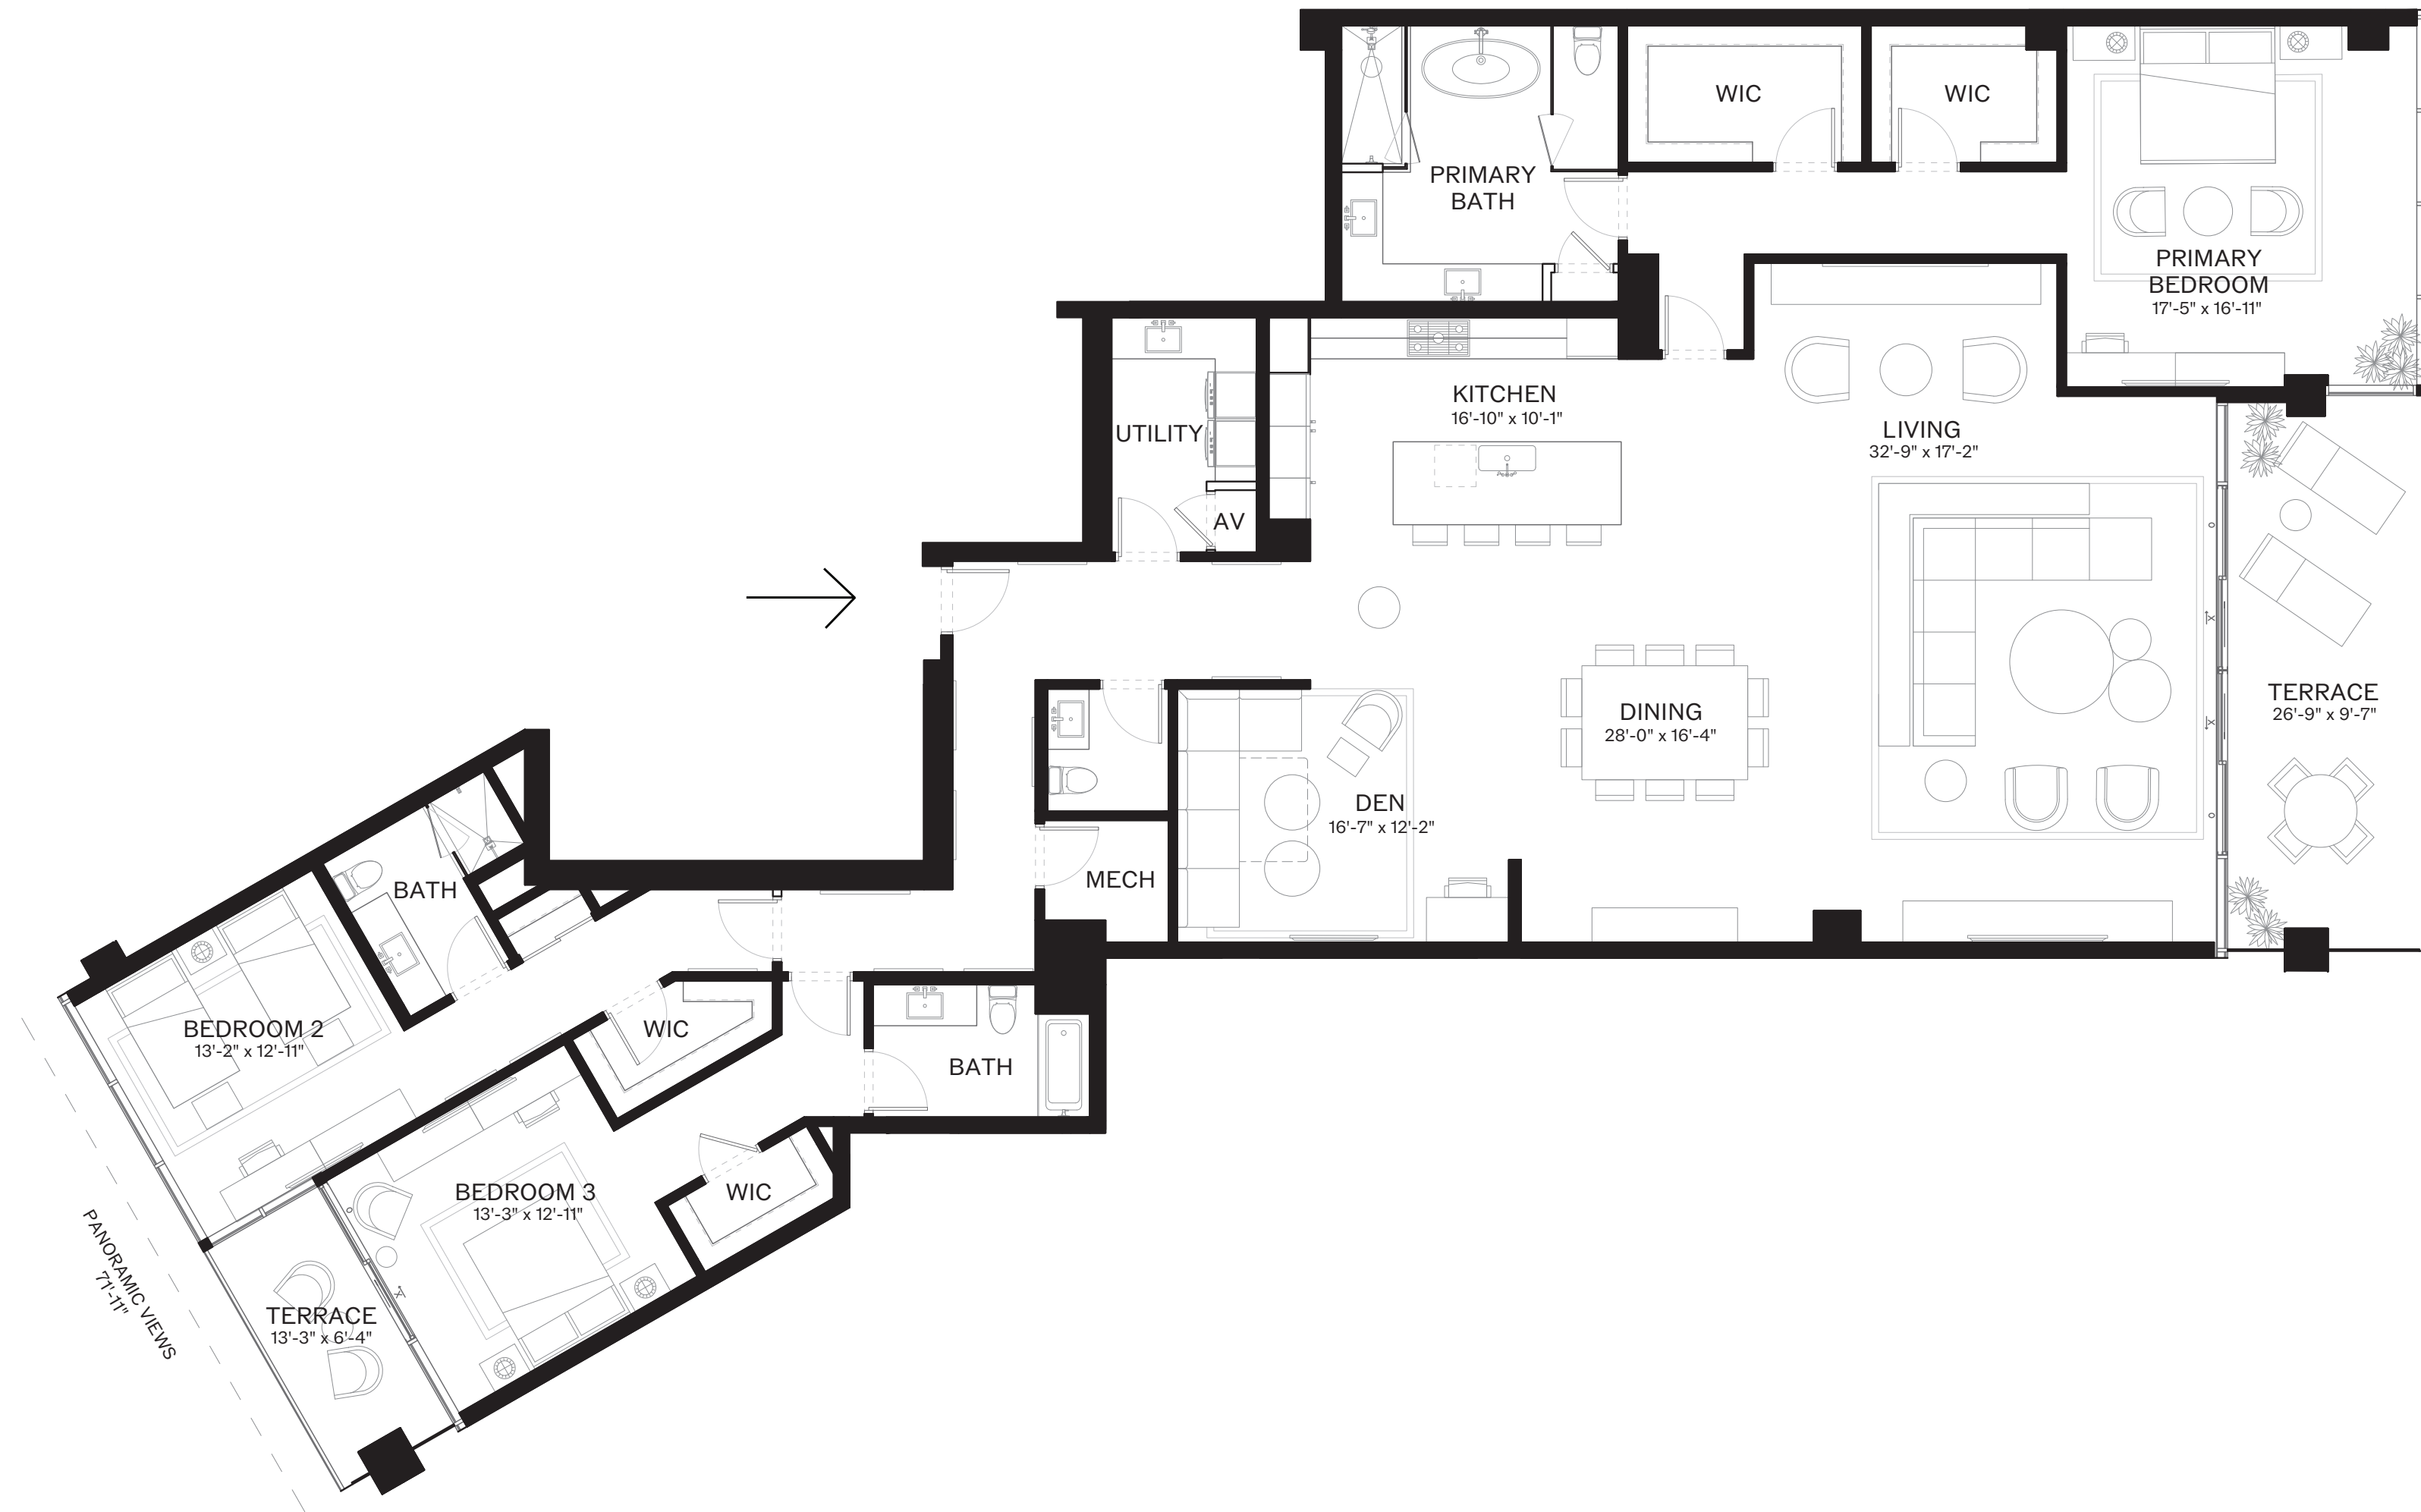 WIC
WIC
PRIMARY
BATH
PRIMARY
BEDROOM
17'-5" x 16'-11"
KITCHEN
16'-10" x 10'-1"
UTILITY
AV
LIVING
32'-9" x 17'-2"
TERRACE
26'-9" x 9'-7"
DINING
28'-0" x 16'-4"
DEN
16'-7" x 12'-2"
MECH
BATH
BEDROOM 2
13'-2" x 12'-11"
WIC
BATH
BEDROOM 3
13'-3" x 12'-11"
WIC
TERRACE
13'-3" x 6'-4"
PANORAMIC VIEWS
71'-11"